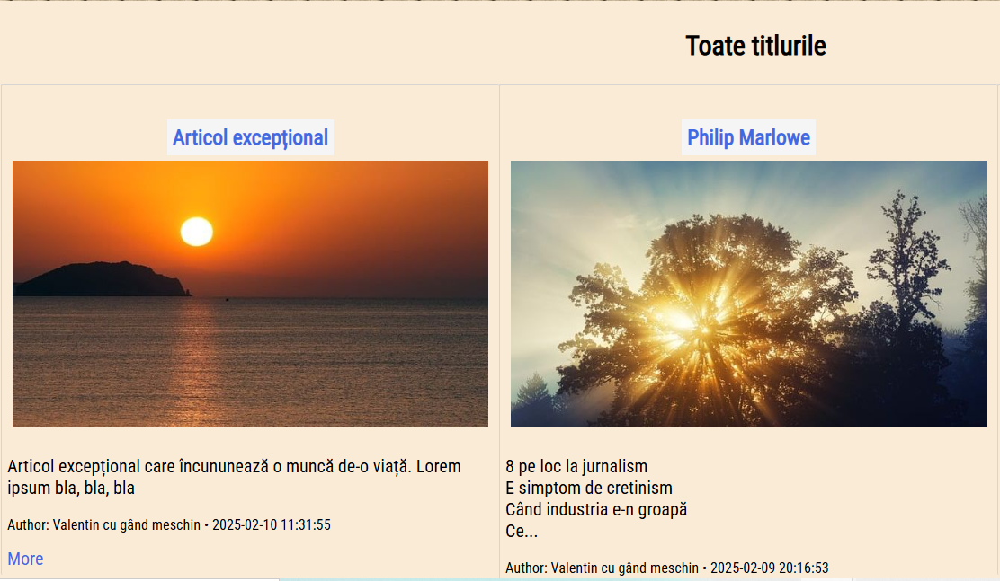 Toate titlurile
Articol excepțional
Articol excepțional care încununează o muncă de-o viață. Lorem
ipsum bla, bla, bla
Author: Valentin cu gând meschin • 2025-02-10 11:31:55
More
Philip Marlowe
8 pe loc la jurnalism
E simptom de cretinism
Când industria e-n groapă
Ce...
Author: Valentin cu gând meschin • 2025-02-09 20:16:53